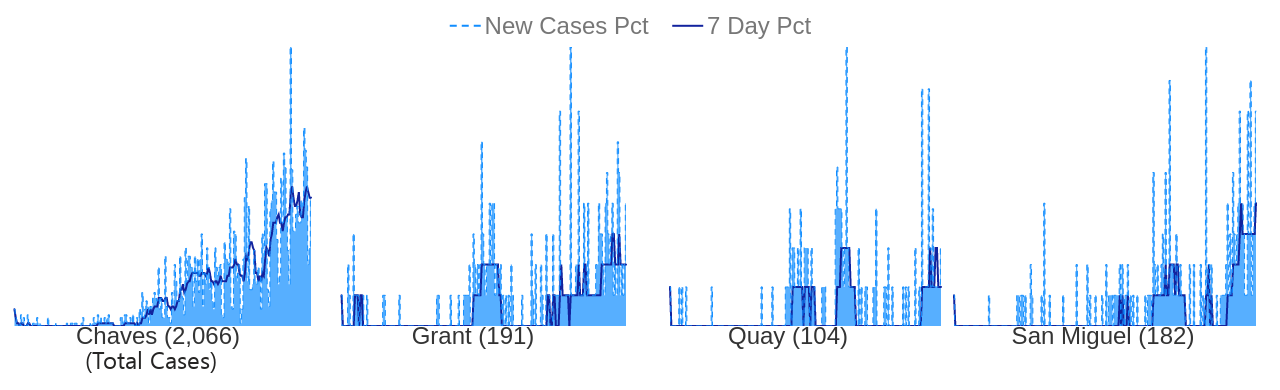 New Cases Pct 7 Day Pct
Chaves (2,066) Grant (191) Quay (104) San Miguel (182)
(Total Cases)